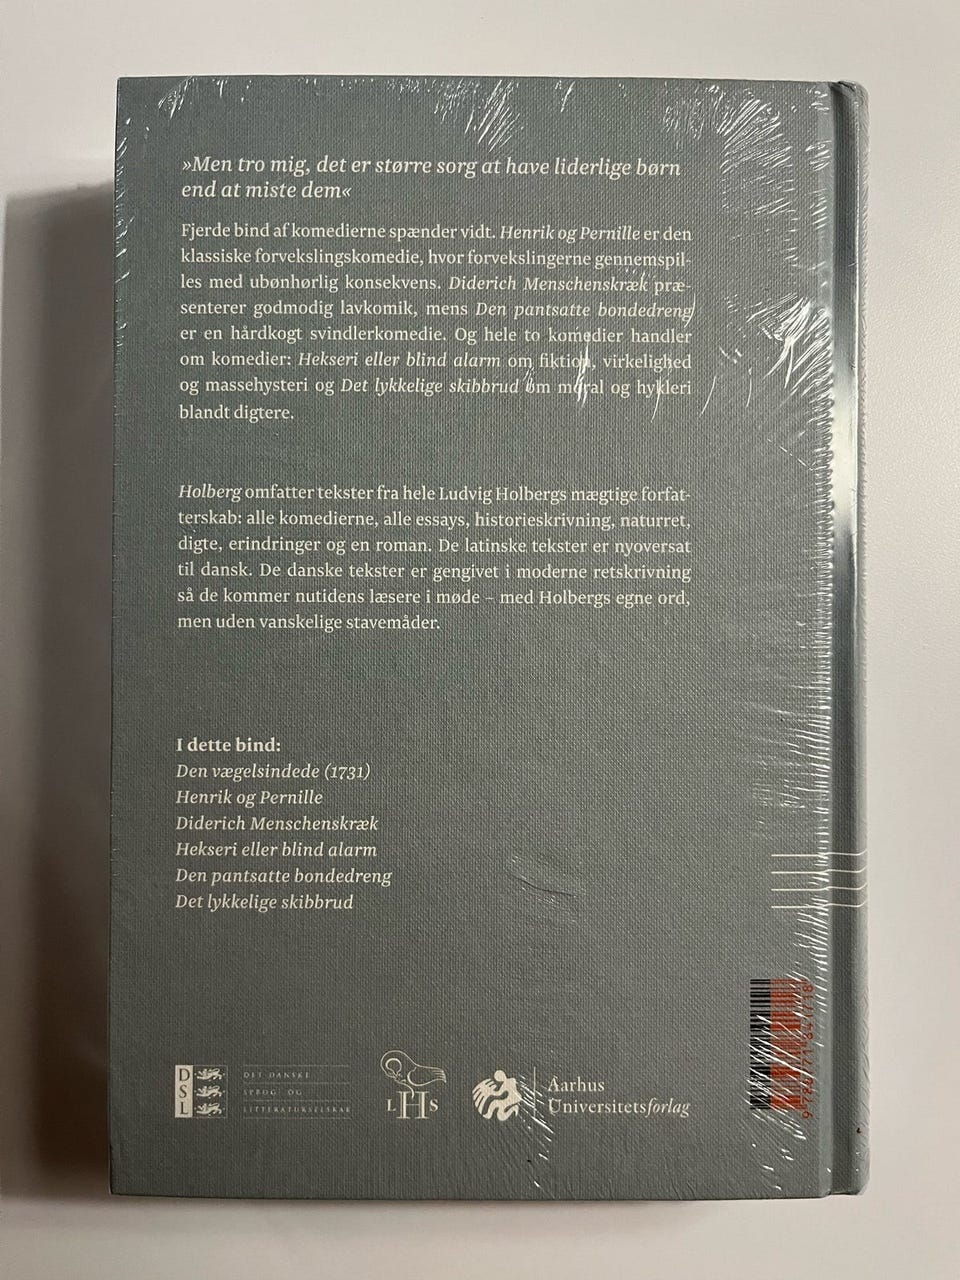 »Men tro mig, det er større sorg at have liderlige børn
end at miste dem«
Fjerde bind af komedierne spænder vidt. Henrik og Pernille er den
klassiske forvekslingskomedie, hvor forvekslingerne gennemspil-
les med ubønhørlig konsekvens. Diderich Menschenskræk præ-
senterer godmodig lavkomik, mens Den pantsatte bondedreng
er en hårdkogt svindlerkomedie. Og hele to komedier handler
om komedier: Hekseri eller blind alarm om fiktion, virkelighed
og massehysteri og Det lykkelige skibbrud om moral og hykleri
blandt digtere.
Holberg omfatter tekster fra hele Ludvig Holbergs mægtige forfat-
terskab: alle komedierne, alle essays, historieskrivning, naturret,
digte, erindringer og en roman. De latinske tekster er nyoversat
til dansk. De danske tekster er gengivet i moderne retskrivning
så de kommer nutidens læsere i møde – med Holbergs egne ord,
men uden vanskelige stavemåder.
I dette bind:
Den vægelsindede (1731)
Henrik og Pernille
Diderich Menschenskræk
Hekseri eller blind alarm
Den pantsatte bondedreng
Det lykkelige skibbrud
DSL
DET DANSKE
SPROG- OG
LITTERATURSELSKAB
LHS
Aarhus
Universitetsforlag